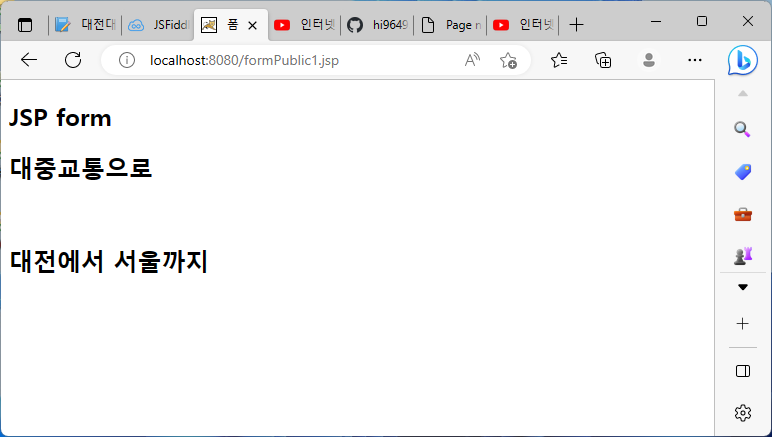 대전대
JSFiddl
폼
인터넷
hi9649
Page n
인터넷
localhost:8080/formPublic1.jsp
JSP form
대중교통으로
대전에서 서울까지